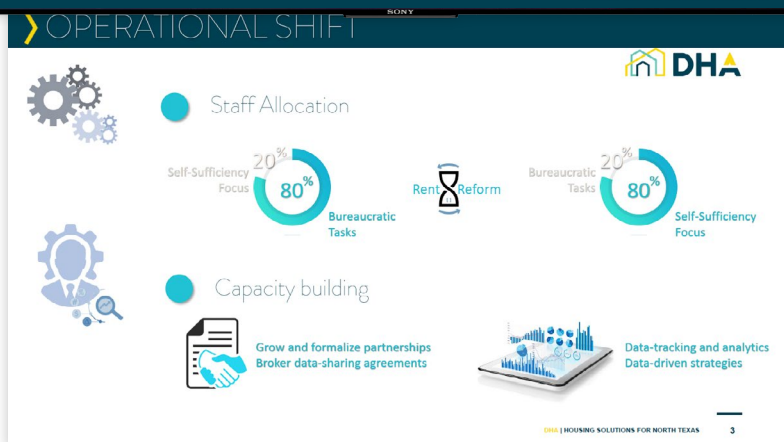 SONY
OPERATIONAL SHIFT
DHA
Staff Allocation
20%
Self-Sufficiency
Focus
80%
Bureaucratic
Tasks
Rent Reform
20%
Bureaucratic
Tasks
80%
Self-Sufficiency
Focus
Capacity building
Grow and formalize partnerships
Broker data-sharing agreements
Data-tracking and analytics
Data-driven strategies
DHA | HOUSING SOLUTIONS FOR NORTH TEXAS 3